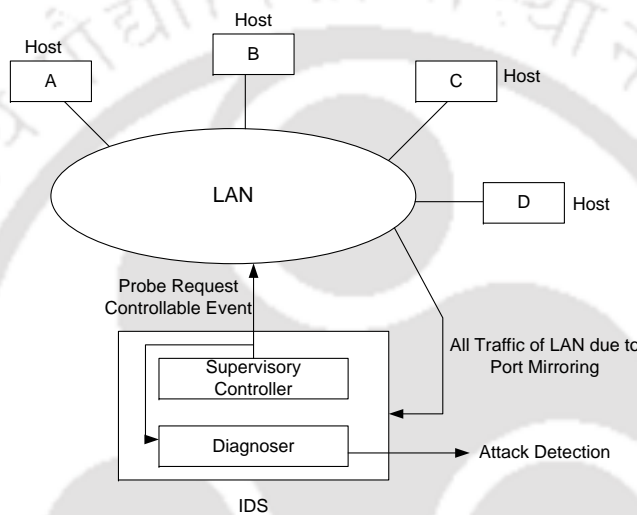 Host
Host
A
B
C
Host
LAN
D
Host
Probe Request
Controllable Event
All Traffic of LAN due to
Port Mirroring
Supervisory
Controller
Diagnoser
Attack Detection
IDS